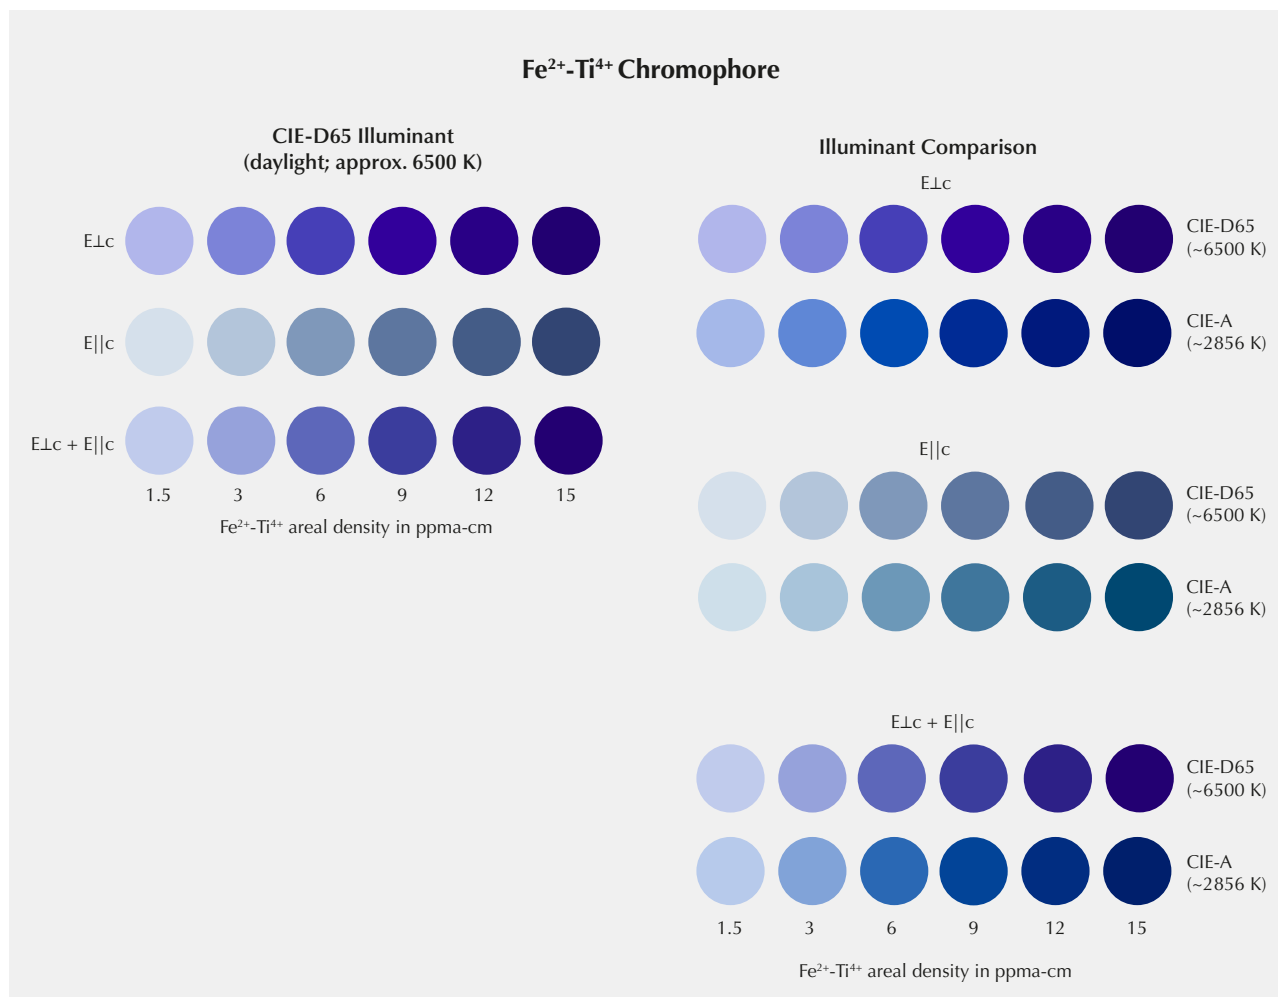 Fe²⁺-Ti⁴⁺ Chromophore
CIE-D65 Illuminant
(daylight; approx. 6500 K)
E⊥c
E||c
E⊥c + E||c
1.5 3 6 9 12 15
Fe²⁺-Ti⁴⁺ areal density in ppma-cm
Illuminant Comparison
E⊥c
CIE-D65
(~6500 K)
CIE-A
(~2856 K)
E||c
CIE-D65
(~6500 K)
CIE-A
(~2856 K)
E⊥c + E||c
CIE-D65
(~6500 K)
CIE-A
(~2856 K)
1.5 3 6 9 12 15
Fe²⁺-Ti⁴⁺ areal density in ppma-cm